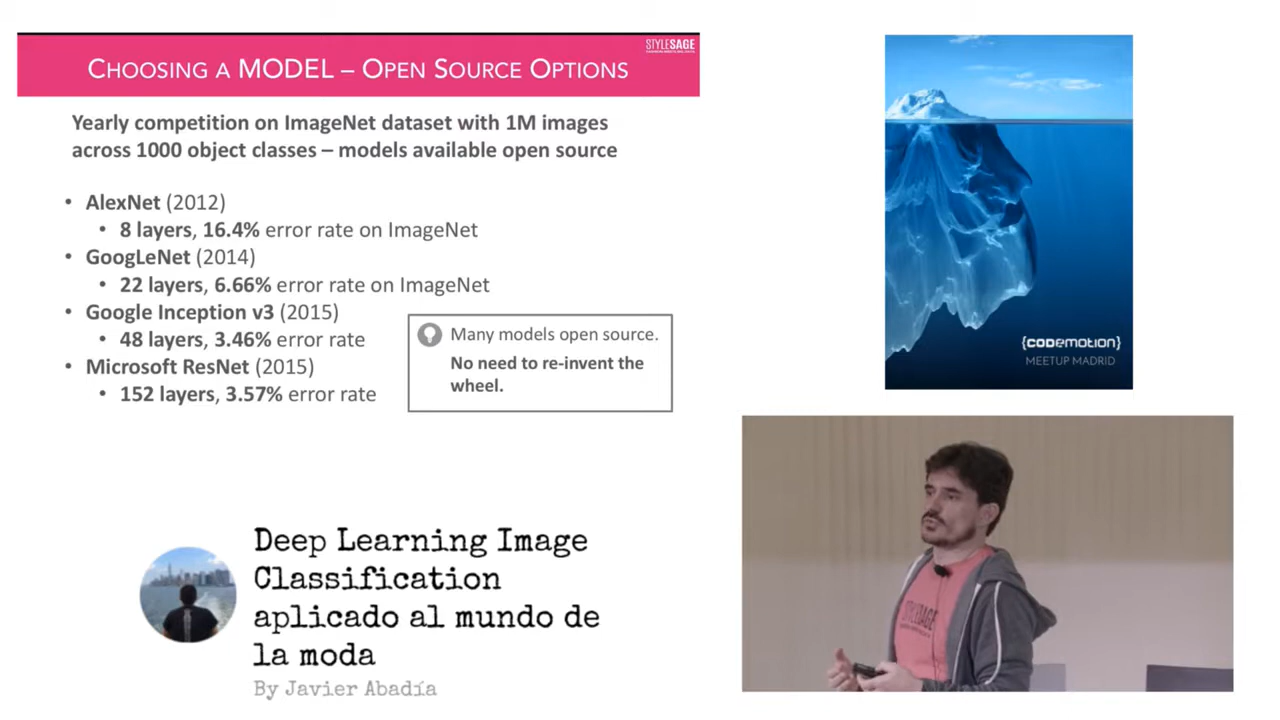 STYLESAGE
CHOOSING A MODEL – OPEN SOURCE OPTIONS
Yearly competition on ImageNet dataset with 1M images
across 1000 object classes – models available open source
• AlexNet (2012)
• 8 layers, 16.4% error rate on ImageNet
• GoogLeNet (2014)
• 22 layers, 6.66% error rate on ImageNet
• Google Inception v3 (2015)
• 48 layers, 3.46% error rate
• Microsoft ResNet (2015)
• 152 layers, 3.57% error rate
Many models open source.
No need to re-invent the
wheel.
{CODEMOTION}
MEETUP MADRID
Deep Learning Image
Classification
aplicado al mundo de
la moda
By Javier Abadía
STYLESAGE